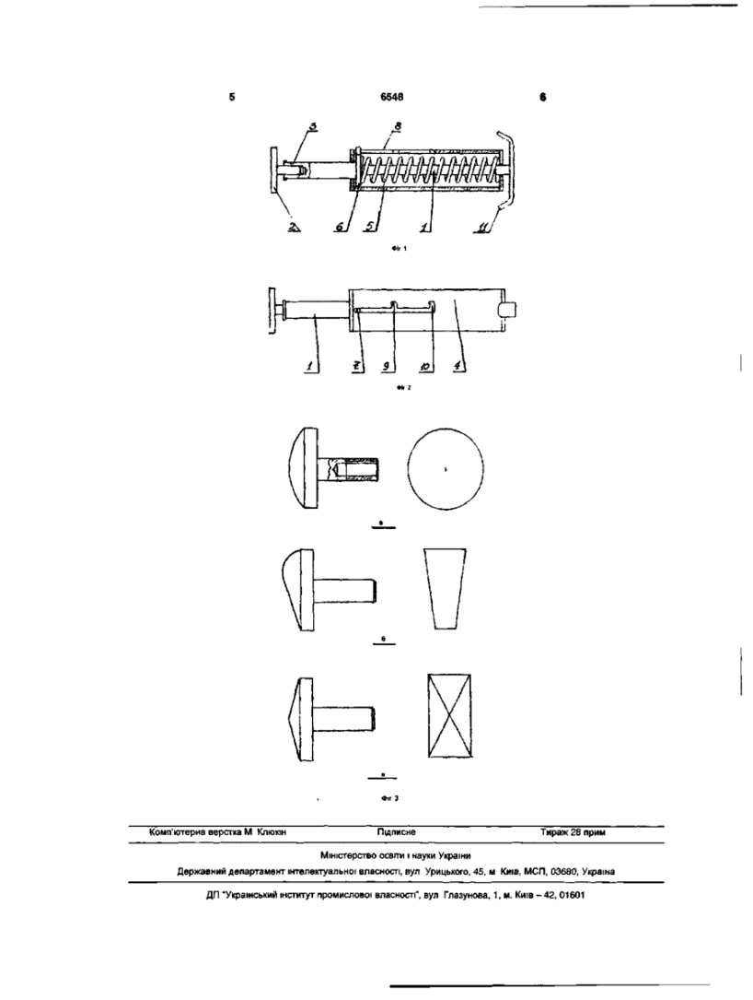 5 6548 6
3 8
2 6 5 1 11
Фіг 1
1 7 9 10 4
Фіг 2
а
б
в
Фіг 3
Комп'ютерна верстка М Клюкін Підписне Тираж 28 прим
Міністерство освіти і науки України
Державний департамент інтелектуальної власності, вул Урицького, 45, м Київ, МСП, 03680, Україна
ДП "Український інститут промислової власності", вул Глазунова, 1, м. Київ – 42, 01601